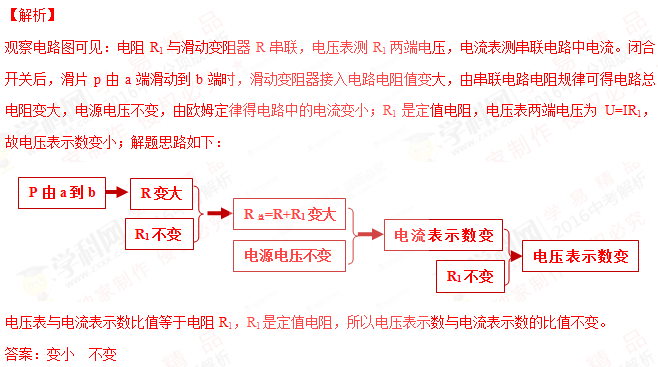 【解析】
观察电路图可见：电阻 R1 与滑动变阻器 R 串联，电压表测 R1 两端电压，电流表测串联电路中电流。闭合
开关后，滑片 p 由 a 端滑动到 b 端时，滑动变阻器接入电路电阻值变大，由串联电路电阻规律可得电路总
电阻变大，电源电压不变，由欧姆定律得电路中的电流变小；R1 是定值电阻，电压表两端电压为 U=IR1，
故电压表示数变小；解题思路如下：
P 由 a 到 b
R 变大
R1 不变
R总=R+R1 变大
电源电压不变
电流表示数变
R1 不变
电压表示数变
电压表与电流表示数比值等于电阻 R1，R1 是定值电阻，所以电压表示数与电流表示数的比值不变。
答案：变小 不变